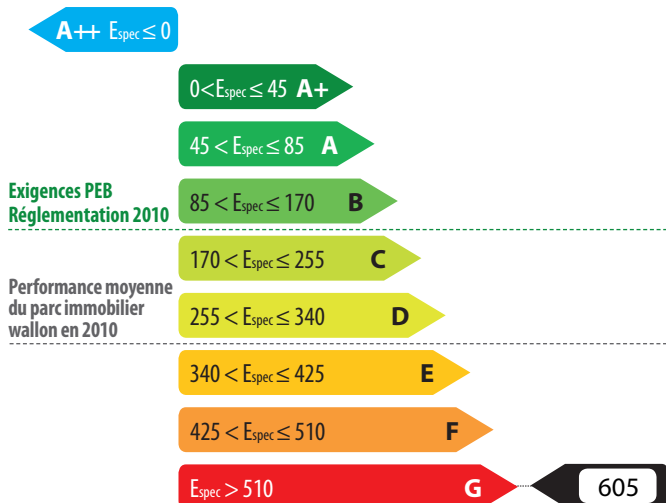 A++ Espec ≤ 0
0<Espec ≤ 45 A+
45 < Espec ≤ 85 A
Exigences PEB
Réglementation 2010
85 < Espec ≤ 170 B
170 < Espec ≤ 255 C
Performance moyenne
du parc immobilier
wallon en 2010
255 < Espec ≤ 340 D
340 < Espec ≤ 425 E
425 < Espec ≤ 510 F
Espec > 510 G
605